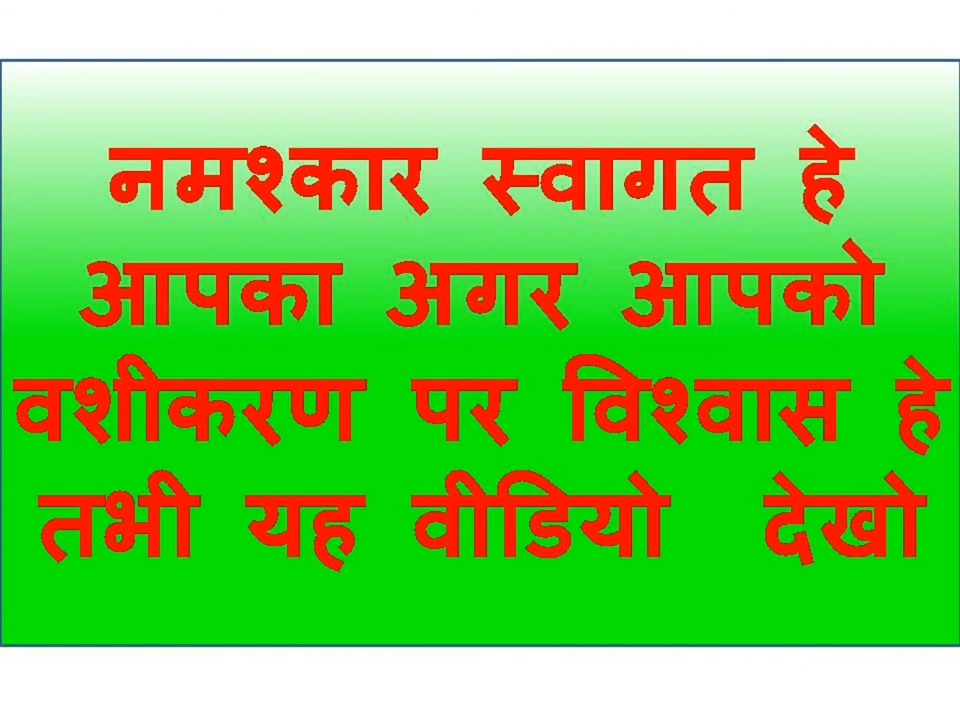 नमश्कार स्वागत हे
आपका अगर आपको
वशीकरण पर विश्वास हे
तभी यह वीडियो देखो